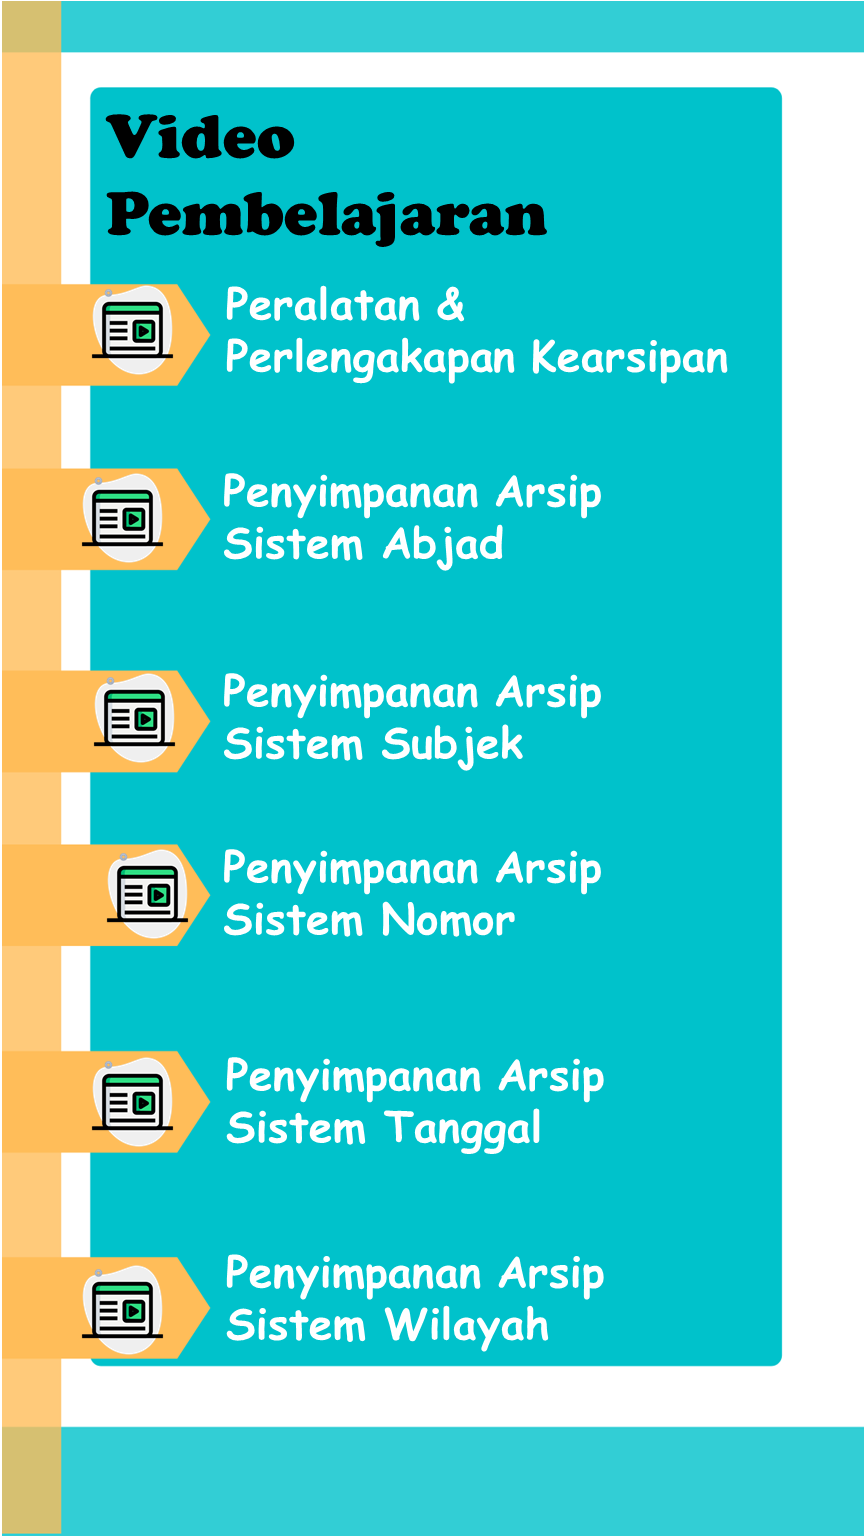 Video
Pembelajaran
Peralatan &
Perlengakapan Kearsipan
Penyimpanan Arsip
Sistem Abjad
Penyimpanan Arsip
Sistem Subjek
Penyimpanan Arsip
Sistem Nomor
Penyimpanan Arsip
Sistem Tanggal
Penyimpanan Arsip
Sistem Wilayah